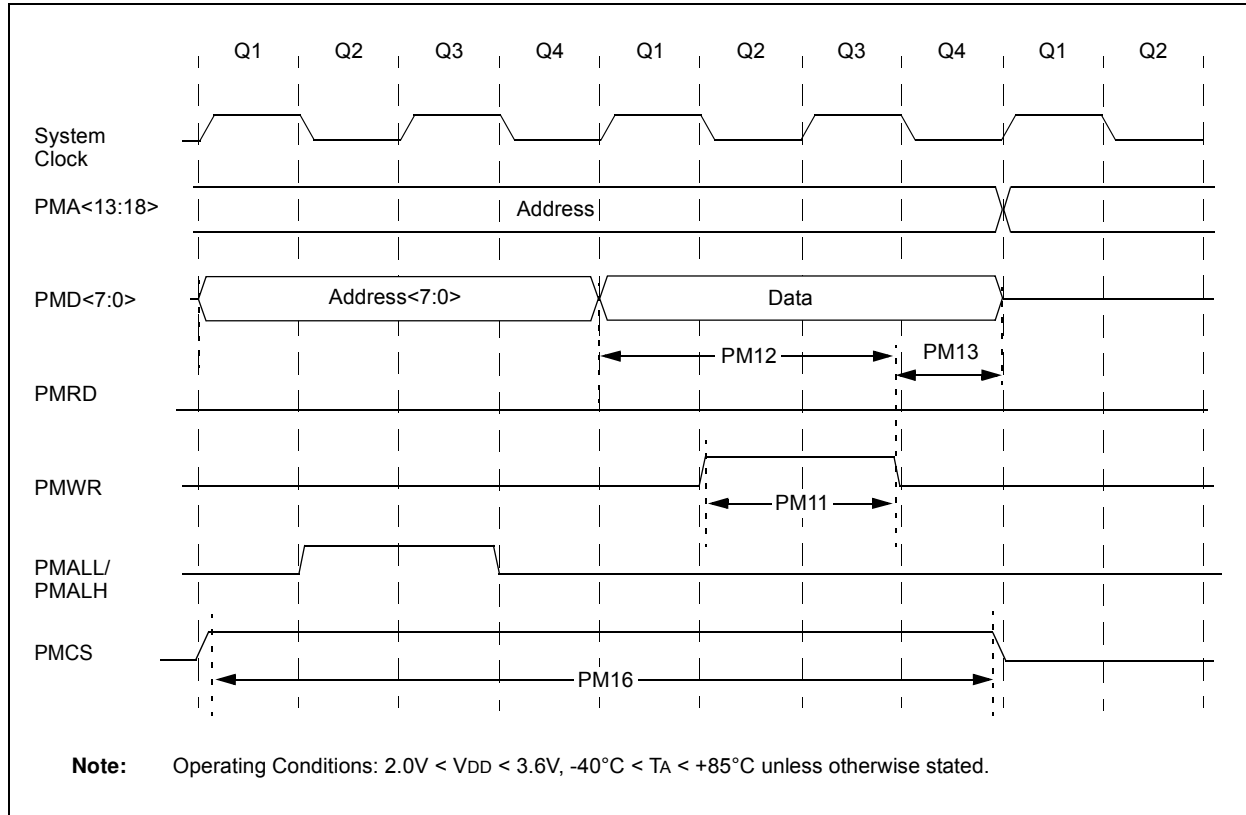 Q1 Q2 Q3 Q4 Q1 Q2 Q3 Q4 Q1 Q2
System
Clock
PMA<13:18>
Address
PMD<7:0>
Address<7:0>
Data
PM12
PM13
PMRD
PMWR
PM11
PMALL/
PMALH
PMCS
PM16
Note: Operating Conditions: 2.0V < VDD < 3.6V, -40°C < TA < +85°C unless otherwise stated.